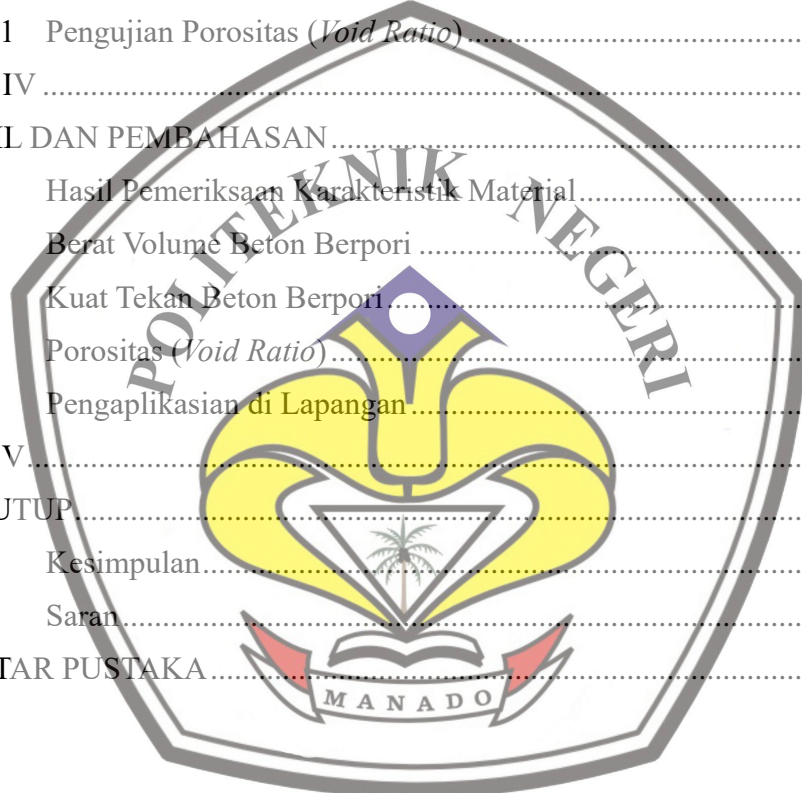 1 Pengujian Porositas (Void Ratio)
IV
IL DAN PEMBAHASAN
Hasil Pemeriksaan Karakteristik Material
Berat Volume Beton Berpori
Kuat Tekan Beton Berpori
Porositas (Void Ratio)
Pengaplikasian di Lapangan
V
UTUP
Kesimpulan
Saran
TAR PUSTAKA
POLITEKNIK NEGERI
MANADO